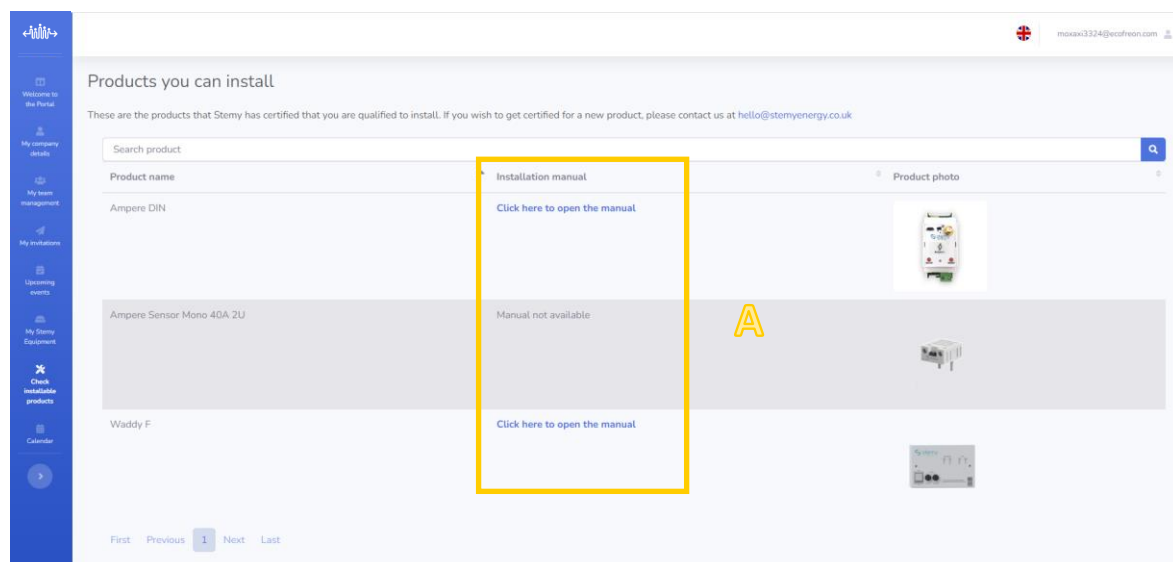 moxaxi3324@ecofreon.com
Welcome to
the Portal
My company
details
My team
management
My invitations
Upcoming
events
My Stemy
Equipment
Check
installable
products
Calendar
Products you can install
These are the products that Stemy has certified that you are qualified to install. If you wish to get certified for a new product, please contact us at hello@stemyenergy.co.uk
Search product
Product name Installation manual Product photo
Ampere DIN Click here to open the manual
Ampere Sensor Mono 40A 2U Manual not available
A
Waddy F Click here to open the manual
First Previous 1 Next Last